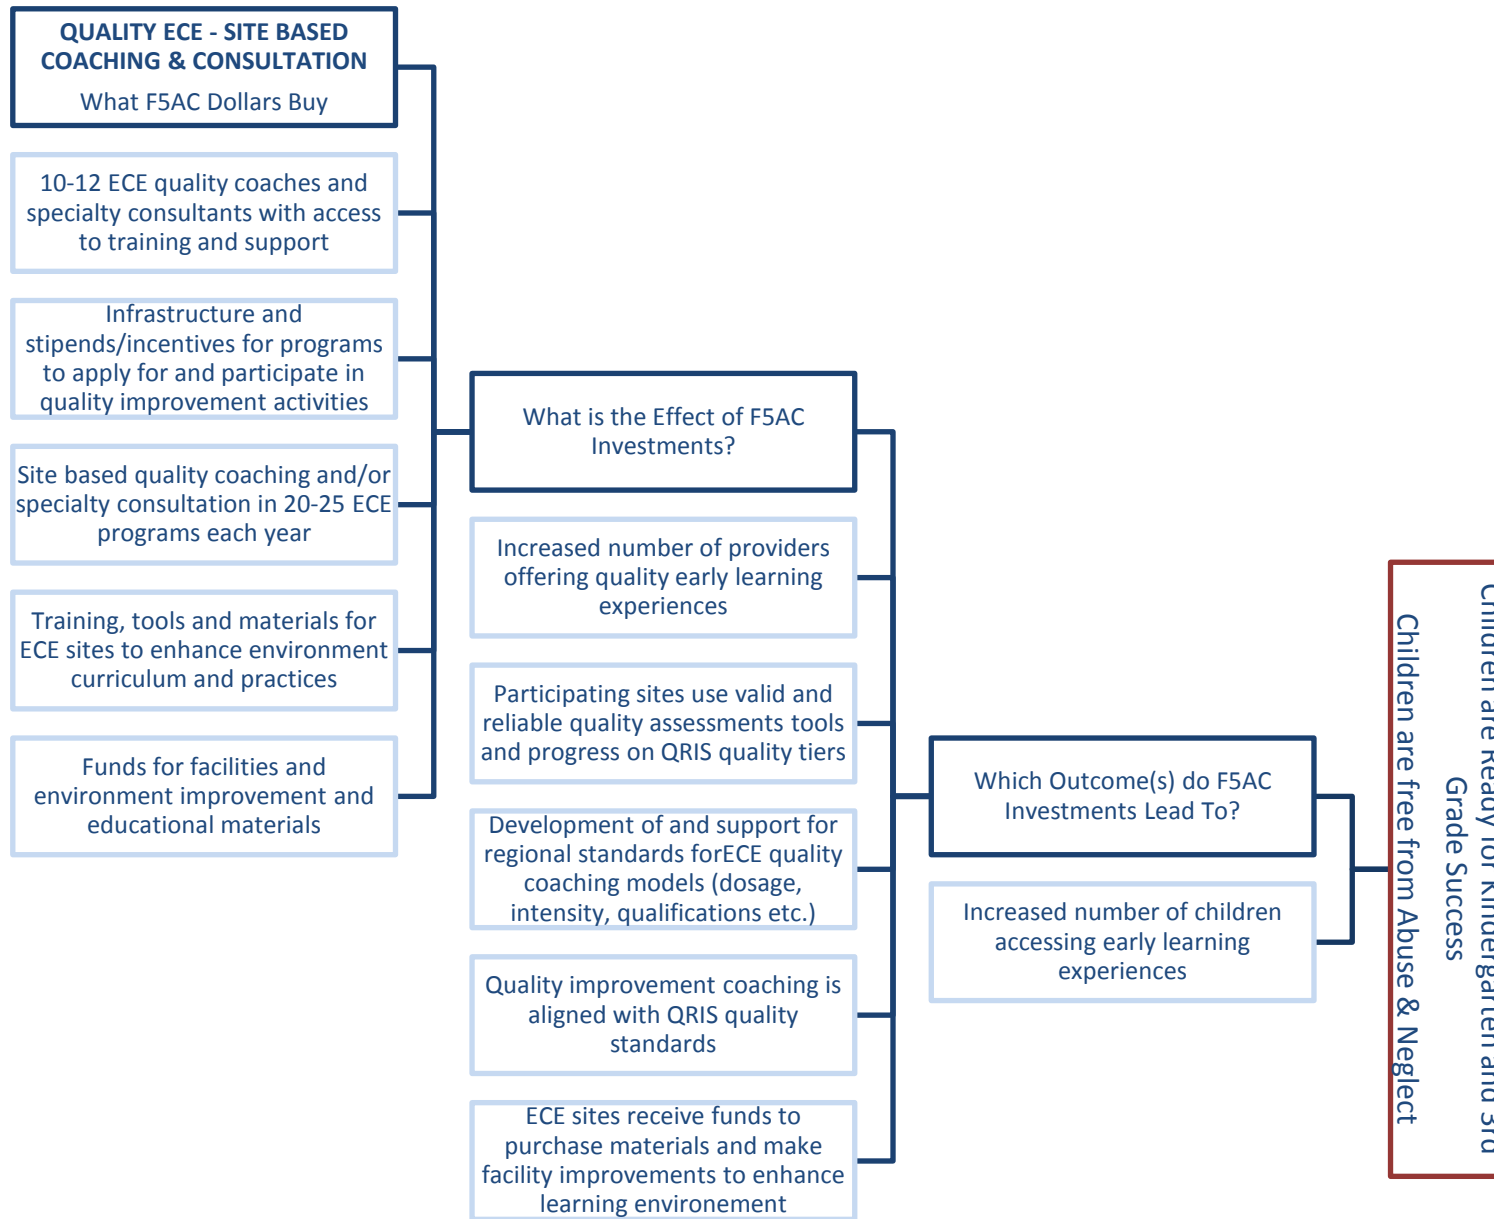 QUALITY ECE - SITE BASED
COACHING & CONSULTATION
What F5AC Dollars Buy
10-12 ECE quality coaches and
specialty consultants with access
to training and support
Infrastructure and
stipends/incentives for programs
to apply for and participate in
quality improvement activities
Site based quality coaching and/or
specialty consultation in 20-25 ECE
programs each year
Training, tools and materials for
ECE sites to enhance environment
curriculum and practices
Funds for facilities and
environment improvement and
educational materials
What is the Effect of F5AC
Investments?
Increased number of providers
offering quality early learning
experiences
Participating sites use valid and
reliable quality assessments tools
and progress on QRIS quality tiers
Development of and support for
regional standards forECE quality
coaching models (dosage,
intensity, qualifications etc.)
Quality improvement coaching is
aligned with QRIS quality
standards
ECE sites receive funds to
purchase materials and make
facility improvements to enhance
learning environement
Which Outcome(s) do F5AC
Investments Lead To?
Increased number of children
accessing early learning
experiences
Children are Ready for Kindergarten and 3rd
Grade Success
Children are free from Abuse & Neglect